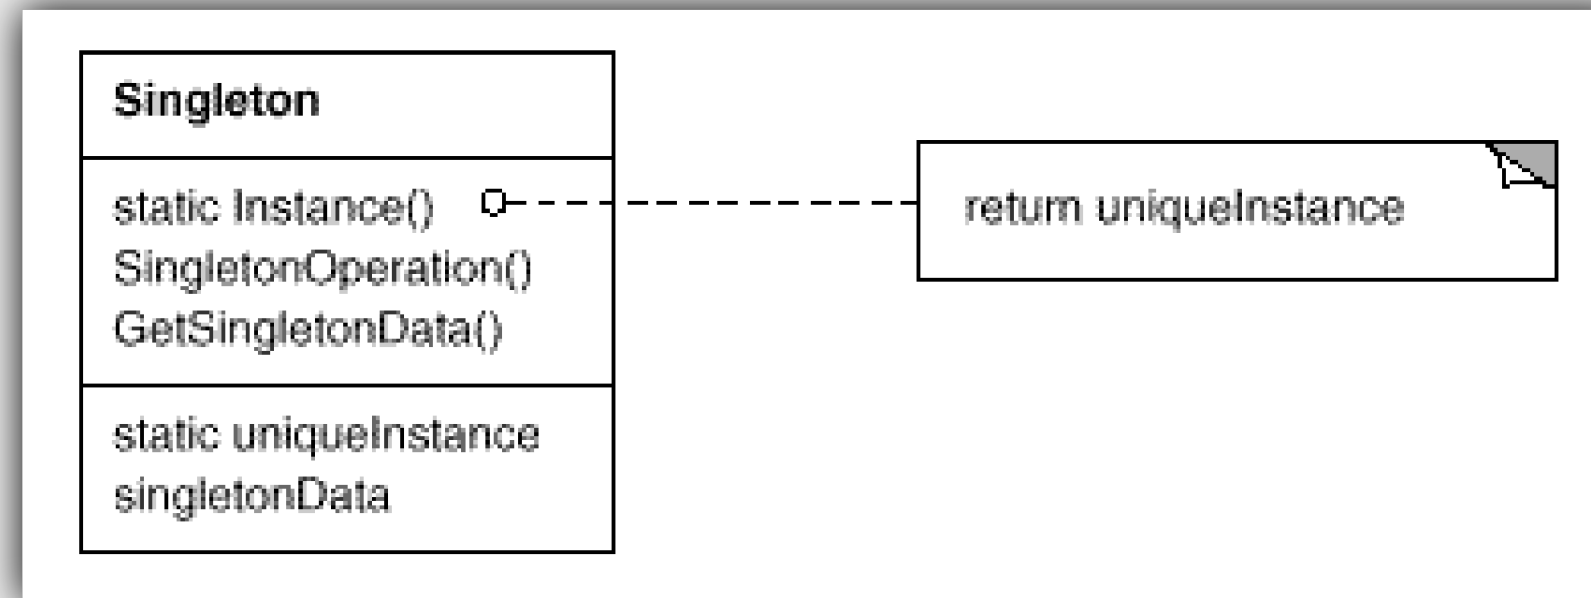 Singleton
static Instance()
SingletonOperation()
GetSingletonData()
static uniqueInstance
singletonData
return uniqueInstance